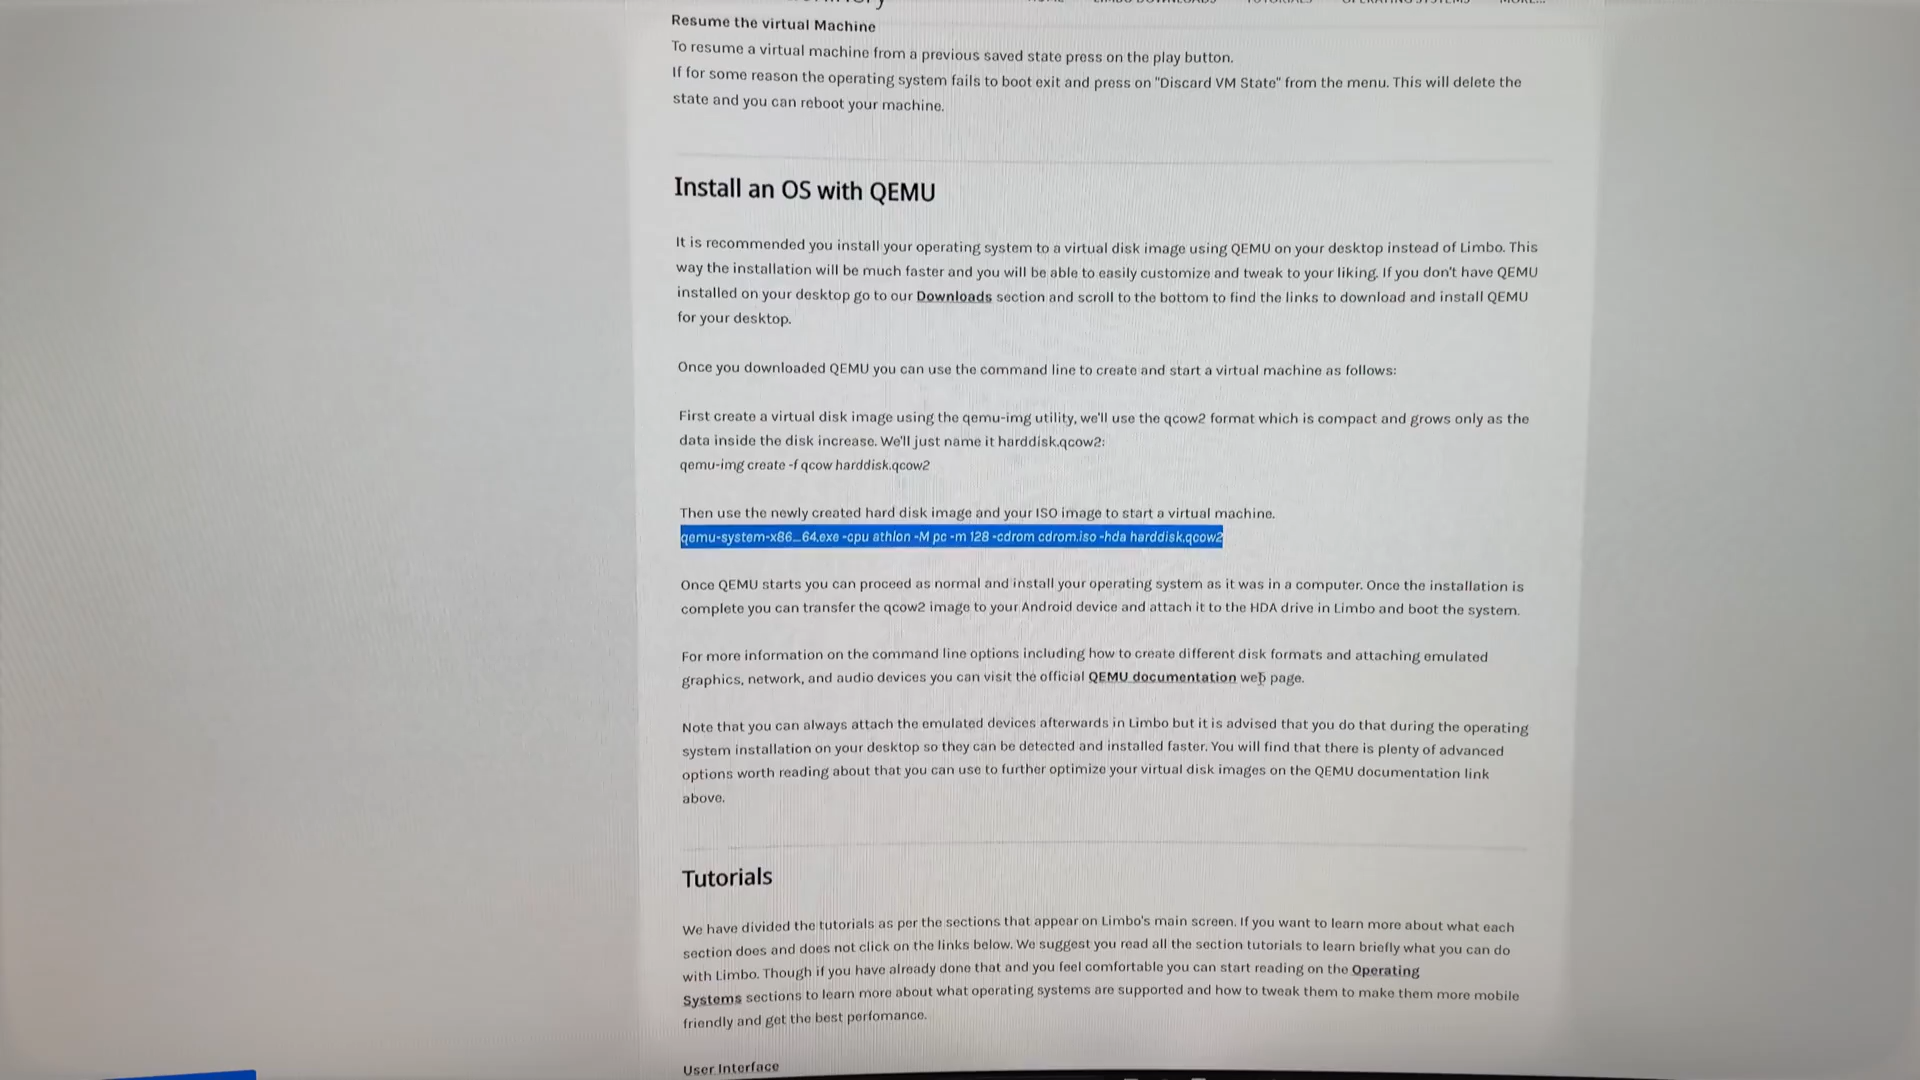 Resume the virtual Machine
To resume a virtual machine from a previous saved state press on the play button.
If for some reason the operating system fails to boot exit and press on "Discard VM State" from the menu. This will delete the
state and you can reboot your machine.
Install an OS with QEMU
It is recommended you install your operating system to a virtual disk image using QEMU on your desktop instead of Limbo. This
way the installation will be much faster and you will be able to easily customize and tweak to your liking. If you don't have QEMU
installed on your desktop go to our Downloads section and scroll to the bottom to find the links to download and install QEMU
for your desktop.
Once you downloaded QEMU you can use the command line to create and start a virtual machine as follows:
First create a virtual disk image using the qemu-img utility, we'll use the qcow2 format which is compact and grows only as the
data inside the disk increase. We'll just name it harddisk.qcow2:
qemu-img create -f qcow harddisk.qcow2
Then use the newly created hard disk image and your ISO image to start a virtual machine.
qemu-system-x86_64.exe -cpu athlon -M pc -m 128 -cdrom cdrom.iso -hda harddisk.qcow2
Once QEMU starts you can proceed as normal and install your operating system as it was in a computer. Once the installation is
complete you can transfer the qcow2 image to your Android device and attach it to the HDA drive in Limbo and boot the system.
For more information on the command line options including how to create different disk formats and attaching emulated
graphics, network, and audio devices you can visit the official QEMU documentation web page.
Note that you can always attach the emulated devices afterwards in Limbo but it is advised that you do that during the operating
system installation on your desktop so they can be detected and installed faster. You will find that there is plenty of advanced
options worth reading about that you can use to further optimize your virtual disk images on the QEMU documentation link
above.
Tutorials
We have divided the tutorials as per the sections that appear on Limbo's main screen. If you want to learn more about what each
section does and does not click on the links below. We suggest you read all the section tutorials to learn briefly what you can do
with Limbo. Though if you have already done that and you feel comfortable you can start reading on the Operating
Systems sections to learn more about what operating systems are supported and how to tweak them to make them more mobile
friendly and get the best perfomance.
User Interface